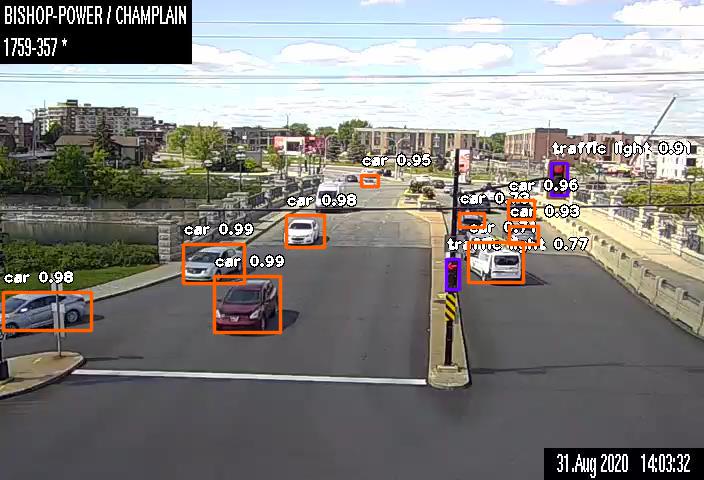 BISHOP-POWER / CHAMPLAIN
1759-357 *
traffic light 0.91
car 0.95
car 0.96
car 0.98
car 0.93
car 0.99
traffic light 0.77
car 0.99
car 0.98
31.Aug 2020 14:03:32